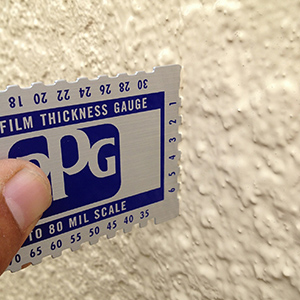 18 20 22 24 26 28 30
FILM THICKNESS GAUGE
1 2 3 4 5 6
PPG
TO 80 MIL SCALE
65 60 55 50 45 40 35